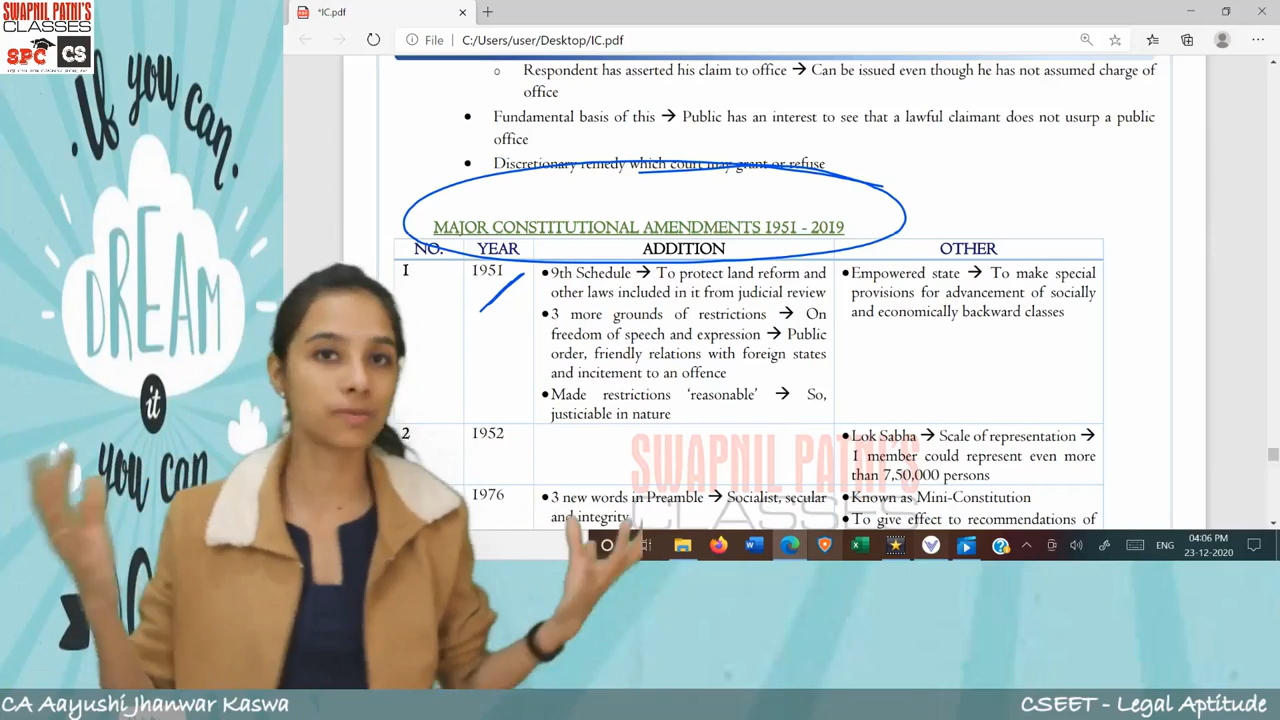 SWAPNIL PATNI'S
CLASSES
SPC CS
If you can
DREAM
it
you can
*IC.pdf
File C:/Users/user/Desktop/IC.pdf
Respondent has asserted his claim to office → Can be issued even though he has not assumed charge of
office
Fundamental basis of this → Public has an interest to see that a lawful claimant does not usurp a public
office
Discretionary remedy which court may grant or refuse
MAJOR CONSTITUTIONAL AMENDMENTS 1951 - 2019
NO. YEAR ADDITION OTHER
1 1951 •9th Schedule → To protect land reform and
other laws included in it from judicial review
•3 more grounds of restrictions → On
freedom of speech and expression → Public
order, friendly relations with foreign states
and incitement to an offence
•Made restrictions ‘reasonable’ → So,
justiciable in nature
•Empowered state → To make special
provisions for advancement of socially
and economically backward classes
2 1952 •Lok Sabha → Scale of representation →
1 member could represent even more
than 7,50,000 persons
1976 •3 new words in Preamble → Socialist, secular
and integrity
•Known as Mini-Constitution
•To give effect to recommendations of
SWAPNIL PATNI'S
CLASSES
ENG 04:06 PM
23-12-2020
CA Aayushi Jhanwar Kaswa CSEET - Legal Aptitude